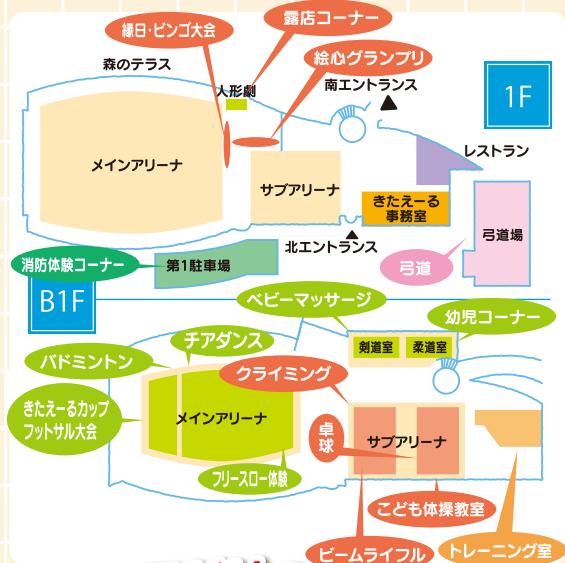 縁日・ビンゴ大会
露店コーナー
絵心グランプリ
森のテラス
人形劇
南エントランス
1F
メインアリーナ
サブアリーナ
レストラン
きたえーる
事務室
弓道場
北エントランス
弓道
消防体験コーナー
第1駐車場
B1F
ベビーマッサージ
幼児コーナー
チアダンス
バドミントン
剣道室
柔道室
クライミング
きたえーるカップ
フットサル大会
メインアリーナ
卓球
サブアリーナ
フリースロー体験
こども体操教室
ビームライフル
トレーニング室